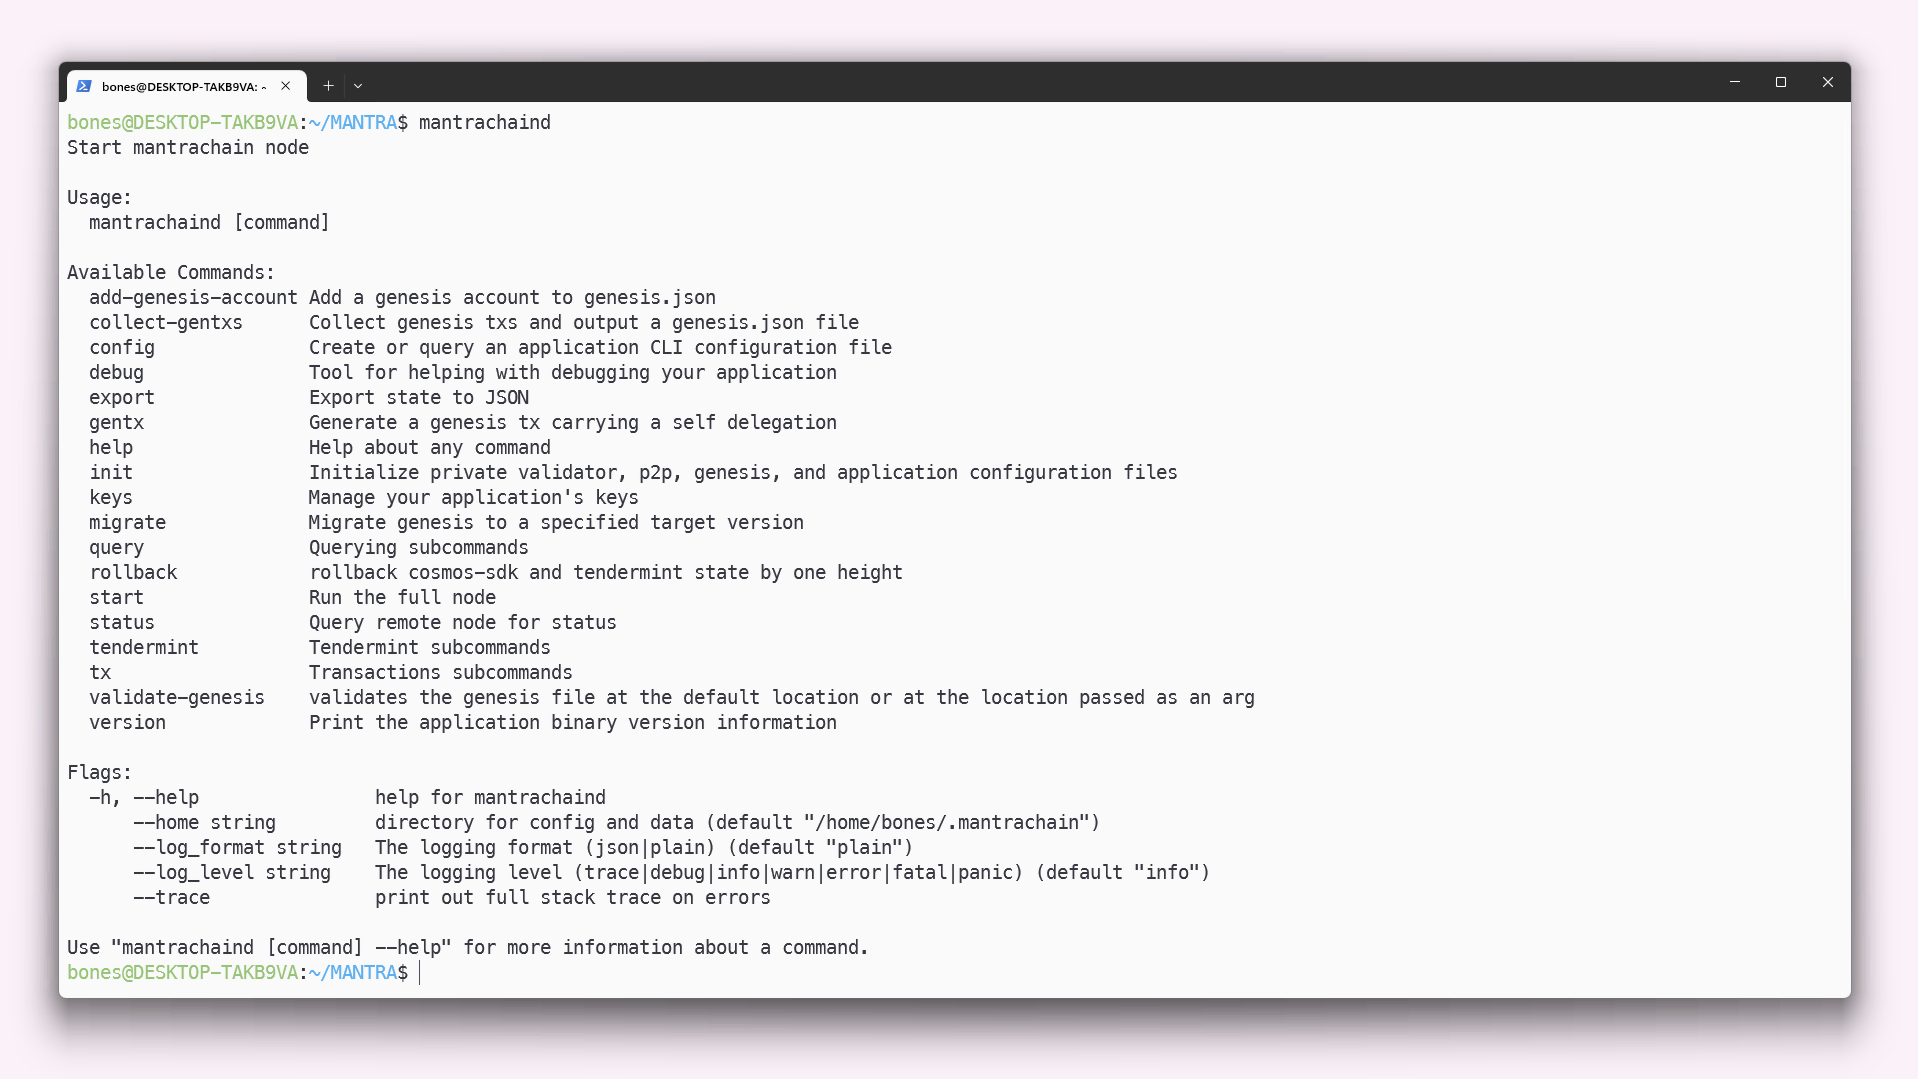 bones@DESKTOP-TAKB9VA: ~
bones@DESKTOP-TAKB9VA:~/MANTRA$ mantrachaind
Start mantrachain node
Usage:
  mantrachaind [command]
Available Commands:
  add-genesis-account Add a genesis account to genesis.json
  collect-gentxs      Collect genesis txs and output a genesis.json file
  config              Create or query an application CLI configuration file
  debug               Tool for helping with debugging your application
  export              Export state to JSON
  gentx               Generate a genesis tx carrying a self delegation
  help                Help about any command
  init                Initialize private validator, p2p, genesis, and application configuration files
  keys                Manage your application's keys
  migrate             Migrate genesis to a specified target version
  query               Querying subcommands
  rollback            rollback cosmos-sdk and tendermint state by one height
  start               Run the full node
  status              Query remote node for status
  tendermint          Tendermint subcommands
  tx                  Transactions subcommands
  validate-genesis    validates the genesis file at the default location or at the location passed as an arg
  version             Print the application binary version information
Flags:
  -h, --help                help for mantrachaind
      --home string         directory for config and data (default "/home/bones/.mantrachain")
      --log_format string   The logging format (json|plain) (default "plain")
      --log_level string    The logging level (trace|debug|info|warn|error|fatal|panic) (default "info")
      --trace               print out full stack trace on errors
Use "mantrachaind [command] --help" for more information about a command.
bones@DESKTOP-TAKB9VA:~/MANTRA$